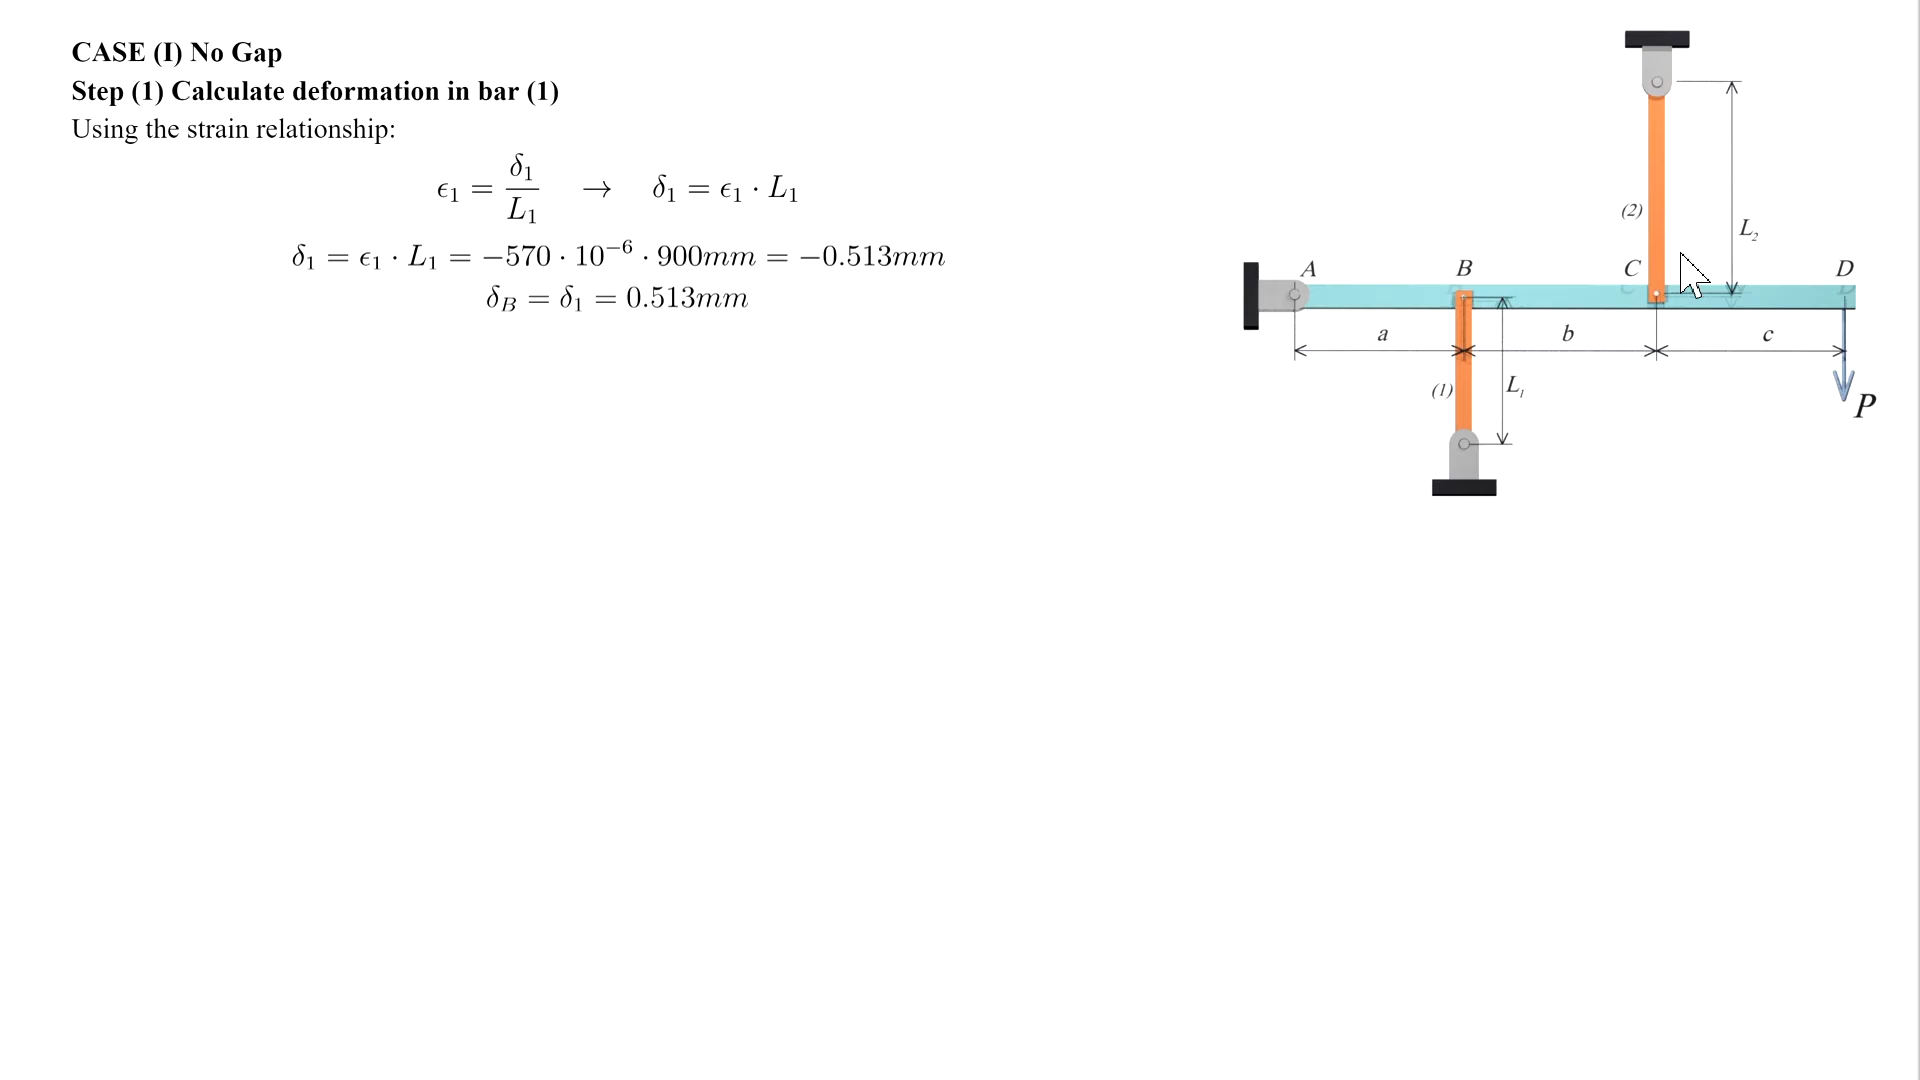 CASE (I) No Gap
Step (1) Calculate deformation in bar (1)
Using the strain relationship:
ϵ₁ = δ₁/L₁ → δ₁ = ϵ₁ · L₁
δ₁ = ϵ₁ · L₁ = −570 · 10⁻⁶ · 900mm = −0.513mm
δ_B = δ₁ = 0.513mm
(2)
L₂
A B C D
a b c
(1)
L₁
P